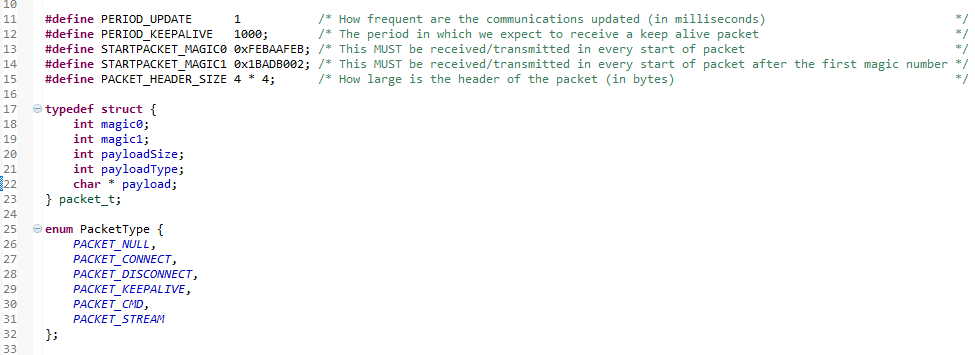 10
11 #define PERIOD_UPDATE 1 /* How frequent are the communications updated (in milliseconds) */
12 #define PERIOD_KEEPALIVE 1000; /* The period in which we expect to receive a keep alive packet */
13 #define STARTPACKET_MAGIC0 0xFEBAAFEB; /* This MUST be received/transmitted in every start of packet */
14 #define STARTPACKET_MAGIC1 0x1BADB002; /* This MUST be received/transmitted in every start of packet after the first magic number */
15 #define PACKET_HEADER_SIZE 4 * 4; /* How large is the header of the packet (in bytes) */
16
17 typedef struct {
18 int magic0;
19 int magic1;
20 int payloadSize;
21 int payloadType;
22 char * payload;
23 } packet_t;
24
25 enum PacketType {
26 PACKET_NULL,
27 PACKET_CONNECT,
28 PACKET_DISCONNECT,
29 PACKET_KEEPALIVE,
30 PACKET_CMD,
31 PACKET_STREAM
32 };
33